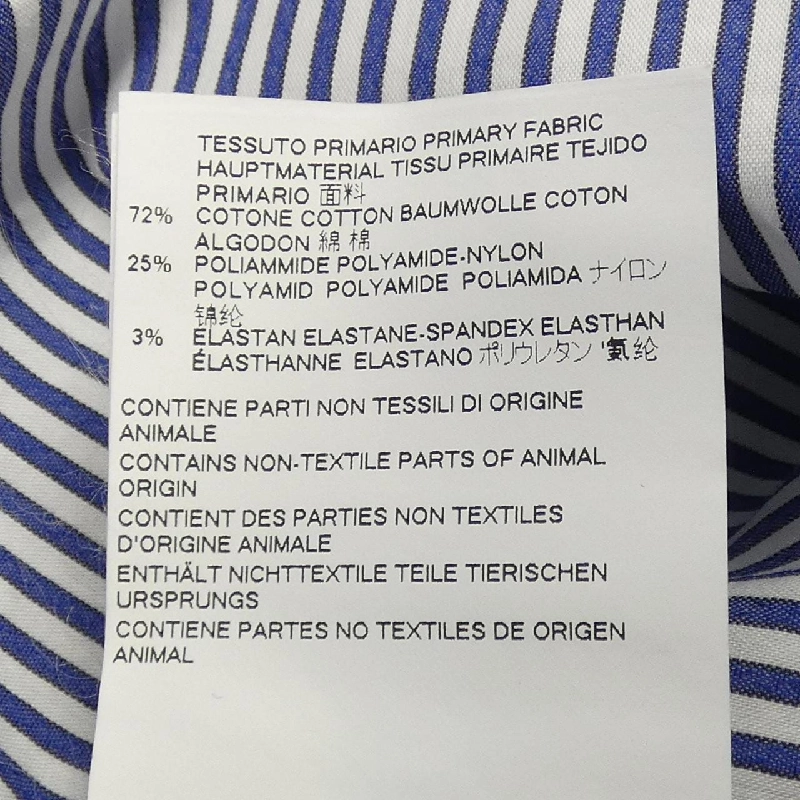 TESSUTO PRIMARIO PRIMARY FABRIC
HAUPTMATERIAL TISSU PRIMAIRE TEJIDO
PRIMARIO 面料
72% COTONE COTTON BAUMWOLLE COTON
ALGODON 綿 棉
25% POLIAMMIDE POLYAMIDE-NYLON
POLYAMID POLYAMIDE POLIAMIDA ナイロン
锦纶
3% ELASTAN ELASTANE-SPANDEX ELASTHAN
ÉLASTHANNE ELASTANO ポリウレタン '氨纶
CONTIENE PARTI NON TESSILI DI ORIGINE
ANIMALE
CONTAINS NON-TEXTILE PARTS OF ANIMAL
ORIGIN
CONTIENT DES PARTIES NON TEXTILES
D'ORIGINE ANIMALE
ENTHÄLT NICHTTEXTILE TEILE TIERISCHEN
URSPRUNGS
CONTIENE PARTES NO TEXTILES DE ORIGEN
ANIMAL